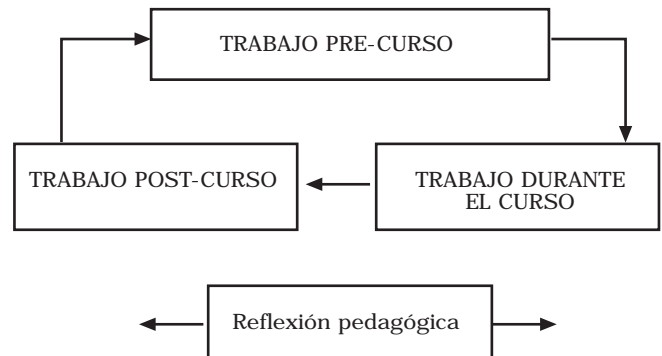 TRABAJO PRE-CURSO
TRABAJO POST-CURSO
TRABAJO DURANTE
EL CURSO
Reflexión pedagógica